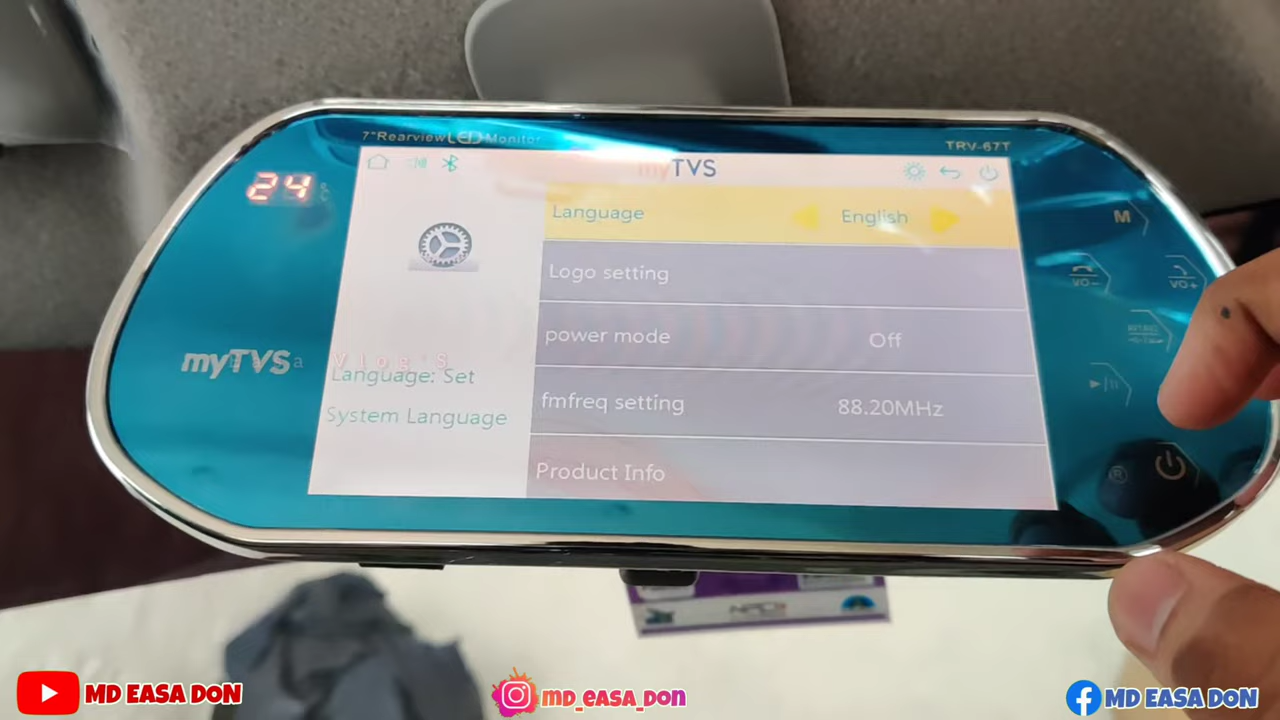 7"Rearview LED Monitor
TRV-67T
24
myTVS
Language English
Logo setting
power mode Off
fmfreq setting 88.20MHz
Product Info
Language: Set
System Language
myTVS
Vlog's
M
VO-
VO+
MD EASA DON
md_easa_don
MD EASA DON